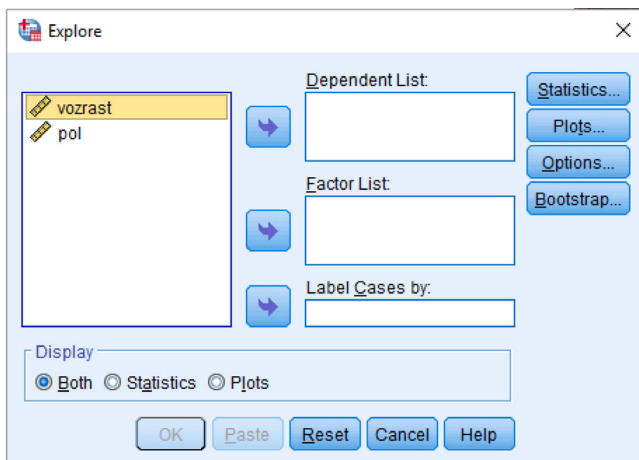 Explore
Dependent List:
Statistics...
vozrast
Plots...
pol
Options...
Factor List:
Bootstrap...
Label Cases by:
Display
Both Statistics Plots
OK Paste Reset Cancel Help